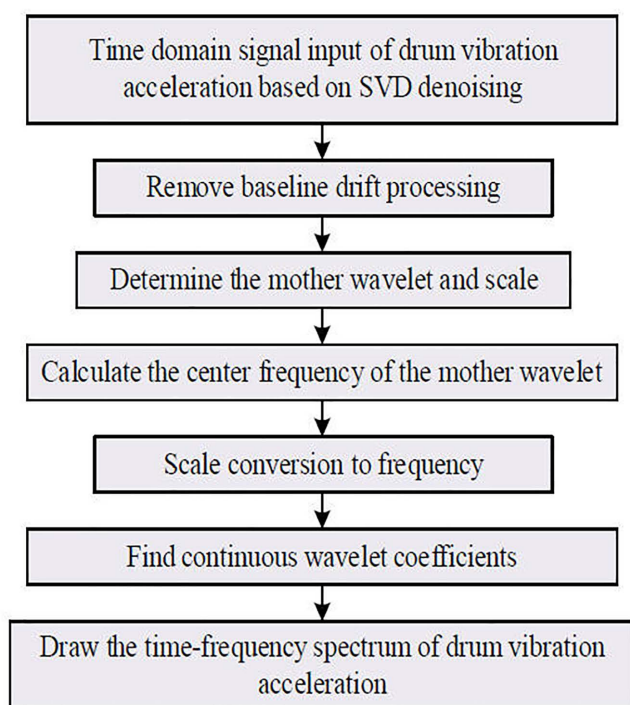 Time domain signal input of drum vibration
acceleration based on SVD denoising
Remove baseline drift processing
Determine the mother wavelet and scale
Calculate the center frequency of the mother wavelet
Scale conversion to frequency
Find continuous wavelet coefficients
Draw the time-frequency spectrum of drum vibration
acceleration